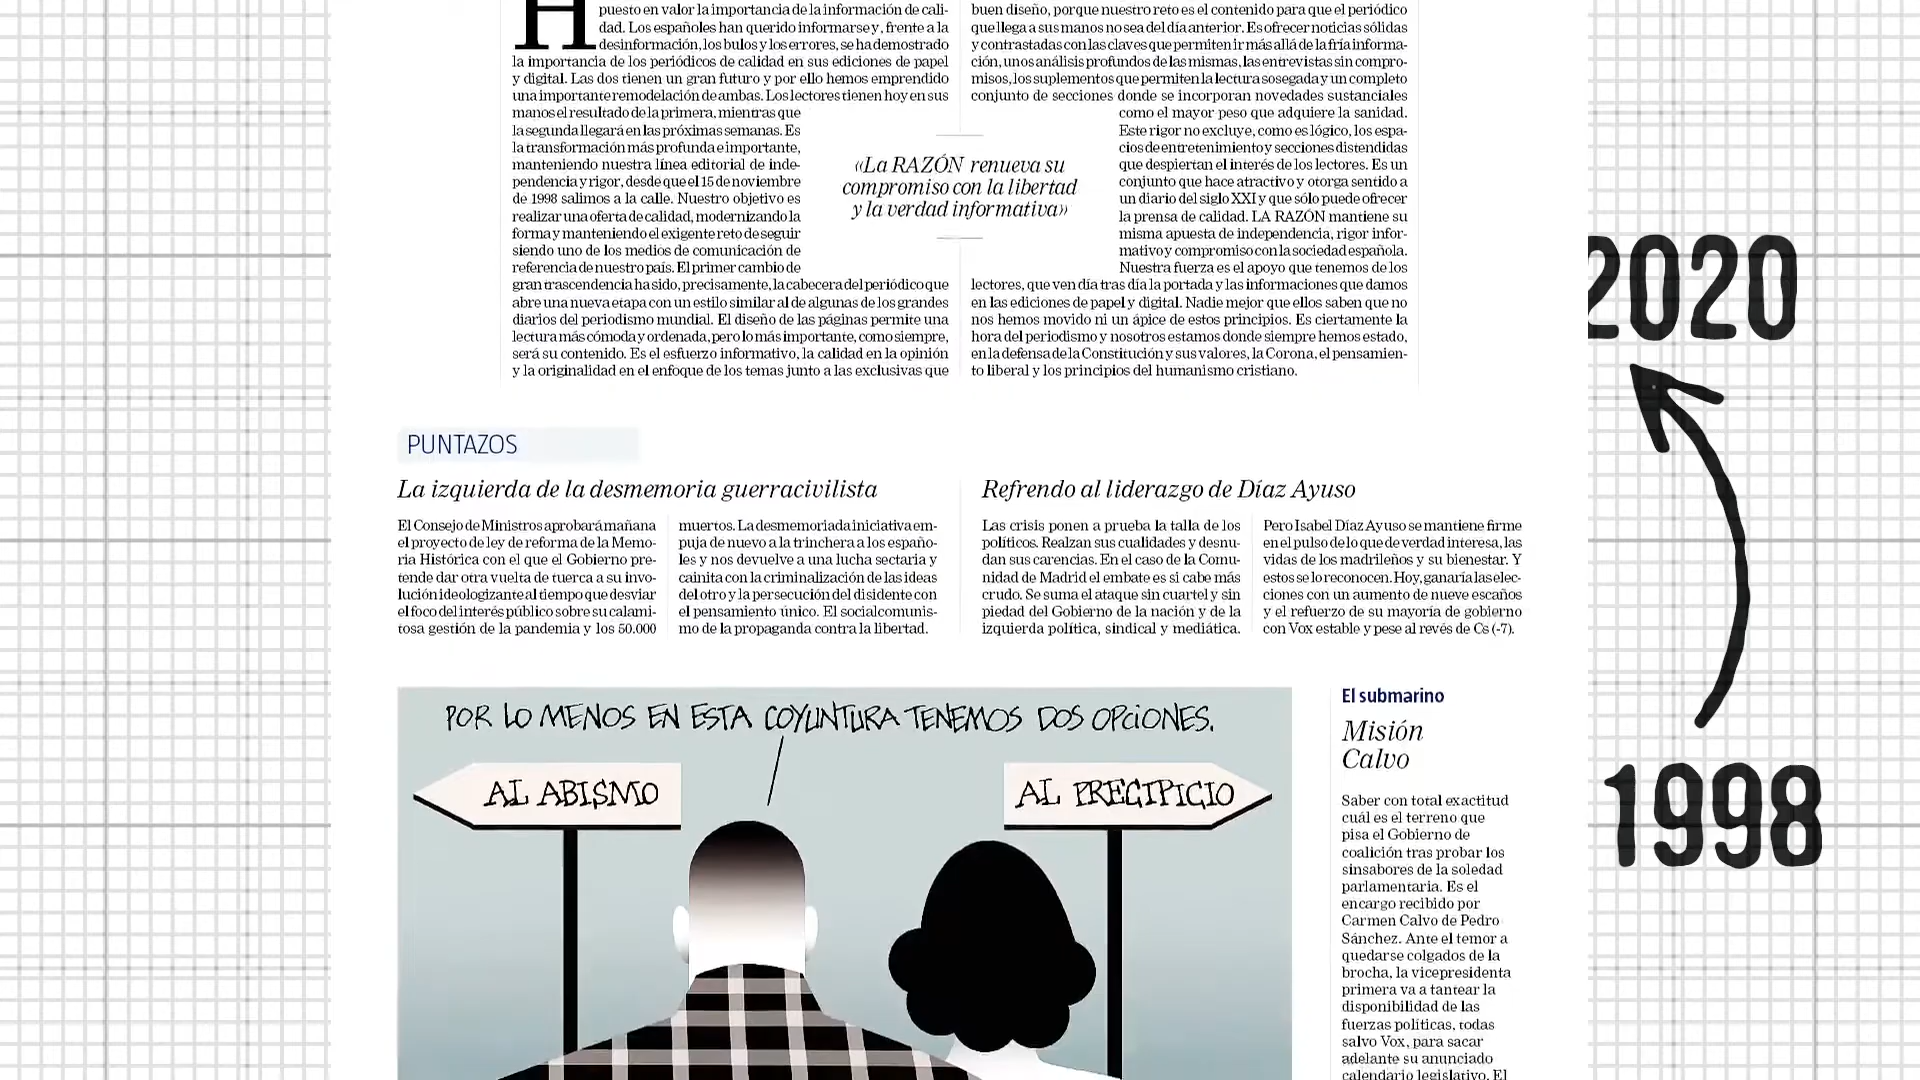 H
puesto en valor la importancia de la información de cali-
dad. Los españoles han querido informarse y, frente a la
desinformación, los bulos y los errores, se ha demostrado
la importancia de los periódicos de calidad en sus ediciones de papel
y digital. Las dos tienen un gran futuro y por ello hemos emprendido
una importante remodelación de ambas. Los lectores tienen hoy en sus
manos el resultado de la primera, mientras que
la segunda llegará en las próximas semanas. Es
la transformación más profunda e importante,
manteniendo nuestra línea editorial de inde-
pendencia y rigor, desde que el 15 de noviembre
de 1998 salimos a la calle. Nuestro objetivo es
realizar una oferta de calidad, modernizando la
forma y manteniendo el exigente reto de seguir
siendo uno de los medios de comunicación de
referencia de nuestro país. El primer cambio de
gran trascendencia ha sido, precisamente, la cabecera del periódico que
abre una nueva etapa con un estilo similar al de algunas de los grandes
diarios del periodismo mundial. El diseño de las páginas permite una
lectura más cómoda y ordenada, pero lo más importante, como siempre,
será su contenido. Es el esfuerzo informativo, la calidad en la opinión
y la originalidad en el enfoque de los temas junto a las exclusivas que
«La RAZÓN renueva su
compromiso con la libertad
y la verdad informativa»
buen diseño, porque nuestro reto es el contenido para que el periódico
que llega a sus manos no sea del día anterior. Es ofrecer noticias sólidas
y contrastadas con las claves que permiten ir más allá de la fría informa-
ción, unos análisis profundos de las mismas, las entrevistas sin compro-
misos, los suplementos que permiten la lectura sosegada y un completo
conjunto de secciones donde se incorporan novedades sustanciales
como el mayor peso que adquiere la sanidad.
Este rigor no excluye, como es lógico, los espa-
cios de entretenimiento y secciones distendidas
que despiertan el interés de los lectores. Es un
conjunto que hace atractivo y otorga sentido a
un diario del siglo XXI y que sólo puede ofrecer
la prensa de calidad. LA RAZÓN mantiene su
misma apuesta de independencia, rigor infor-
mativo y compromiso con la sociedad española.
Nuestra fuerza es el apoyo que tenemos de los
lectores, que ven día tras día la portada y las informaciones que damos
en las ediciones de papel y digital. Nadie mejor que ellos saben que no
nos hemos movido ni un ápice de estos principios. Es ciertamente la
hora del periodismo y nosotros estamos donde siempre hemos estado,
en la defensa de la Constitución y sus valores, la Corona, el pensamien-
to liberal y los principios del humanismo cristiano.
PUNTAZOS
La izquierda de la desmemoria guerracivilista
El Consejo de Ministros aprobará mañana
el proyecto de ley de reforma de la Memo-
ria Histórica con el que el Gobierno pre-
tende dar otra vuelta de tuerca a su invo-
lución ideologizante al tiempo que desviar
el foco del interés público sobre su calami-
tosa gestión de la pandemia y los 50.000
muertos. La desmemoriada iniciativa em-
puja de nuevo a la trinchera a los españo-
les y nos devuelve a una lucha sectaria y
cainita con la criminalización de las ideas
del otro y la persecución del disidente con
el pensamiento único. El socialcomunis-
mo de la propaganda contra la libertad.
Refrendo al liderazgo de Díaz Ayuso
Las crisis ponen a prueba la talla de los
políticos. Realzan sus cualidades y desnu-
dan sus carencias. En el caso de la Comu-
nidad de Madrid el embate es si cabe más
crudo. Se suma el ataque sin cuartel y sin
piedad del Gobierno de la nación y de la
izquierda política, sindical y mediática.
Pero Isabel Díaz Ayuso se mantiene firme
en el pulso de lo que de verdad interesa, las
vidas de los madrileños y su bienestar. Y
estos se lo reconocen. Hoy, ganaría las elec-
ciones con un aumento de nueve escaños
y el refuerzo de su mayoría de gobierno
con Vox estable y pese al revés de Cs (-7).
POR LO MENOS EN ESTA COYUNTURA TENEMOS DOS OPCIONES.
AL ABISMO
AL PRECIPICIO
El submarino
Misión
Calvo
Saber con total exactitud
cuál es el terreno que
pisa el Gobierno de
coalición tras probar los
sinsabores de la soledad
parlamentaria. Es el
encargo recibido por
Carmen Calvo de Pedro
Sánchez. Ante el temor a
quedarse colgados de la
brocha, la vicepresidenta
primera va a tantear la
disponibilidad de las
fuerzas políticas, todas
salvo Vox, para sacar
adelante su anunciado
calendario legislativo. El
2020
1998